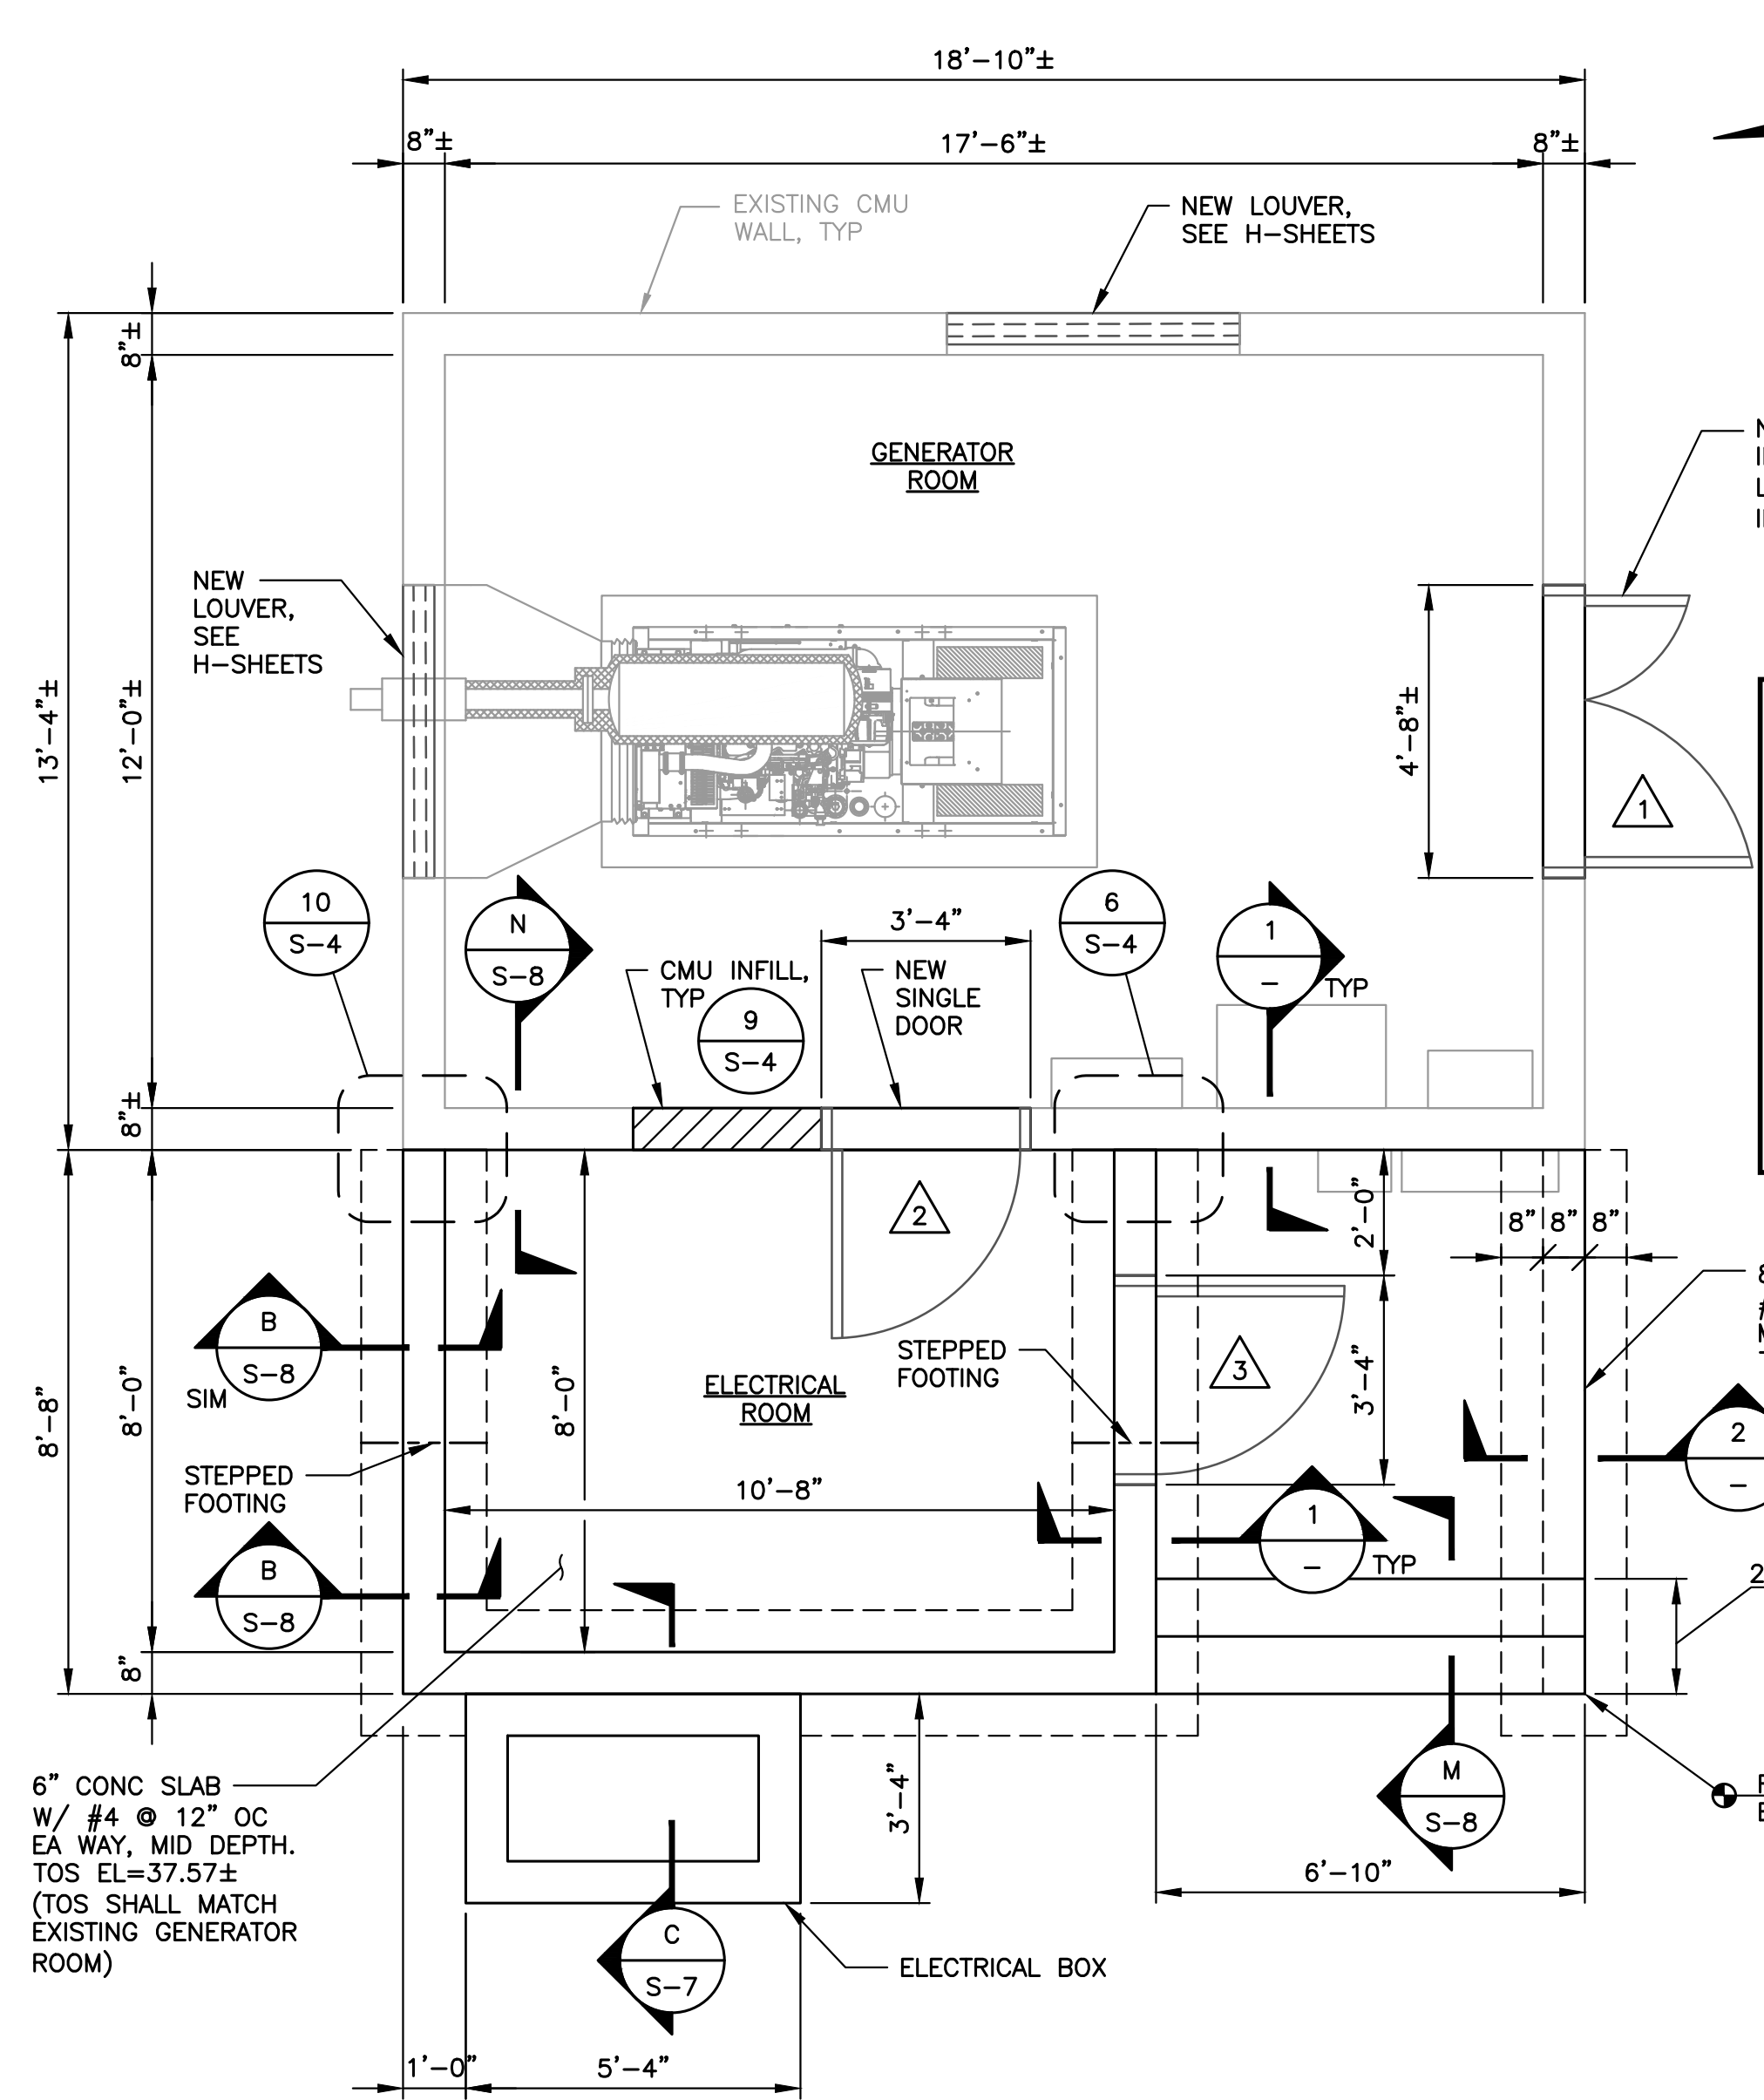 18'-10"±
8"±
17'-6"±
8"±
EXISTING CMU
WALL, TYP
NEW LOUVER,
SEE H-SHEETS
8"±
GENERATOR
ROOM
NEW
LOUVER,
SEE
H-SHEETS
13'-4"±
12'-0"±
4'-8"±
1
10
S-4
N
S-8
3'-4"
6
S-4
1
-
TYP
CMU INFILL,
TYP
9
S-4
NEW
SINGLE
DOOR
8"±
2
2'-0"
8"
8"
8"
B
S-8
SIM
STEPPED
FOOTING
3
3'-4"
8'-8"
8'-0"
8'-0"
ELECTRICAL
ROOM
2
-
STEPPED
FOOTING
10'-8"
1
-
TYP
B
S-8
8"
6" CONC SLAB
W/ #4 @ 12" OC
EA WAY, MID DEPTH.
TOS EL=37.57±
(TOS SHALL MATCH
EXISTING GENERATOR
ROOM)
3'-4"
M
S-8
6'-10"
C
S-7
ELECTRICAL BOX
1'-0"
5'-4"